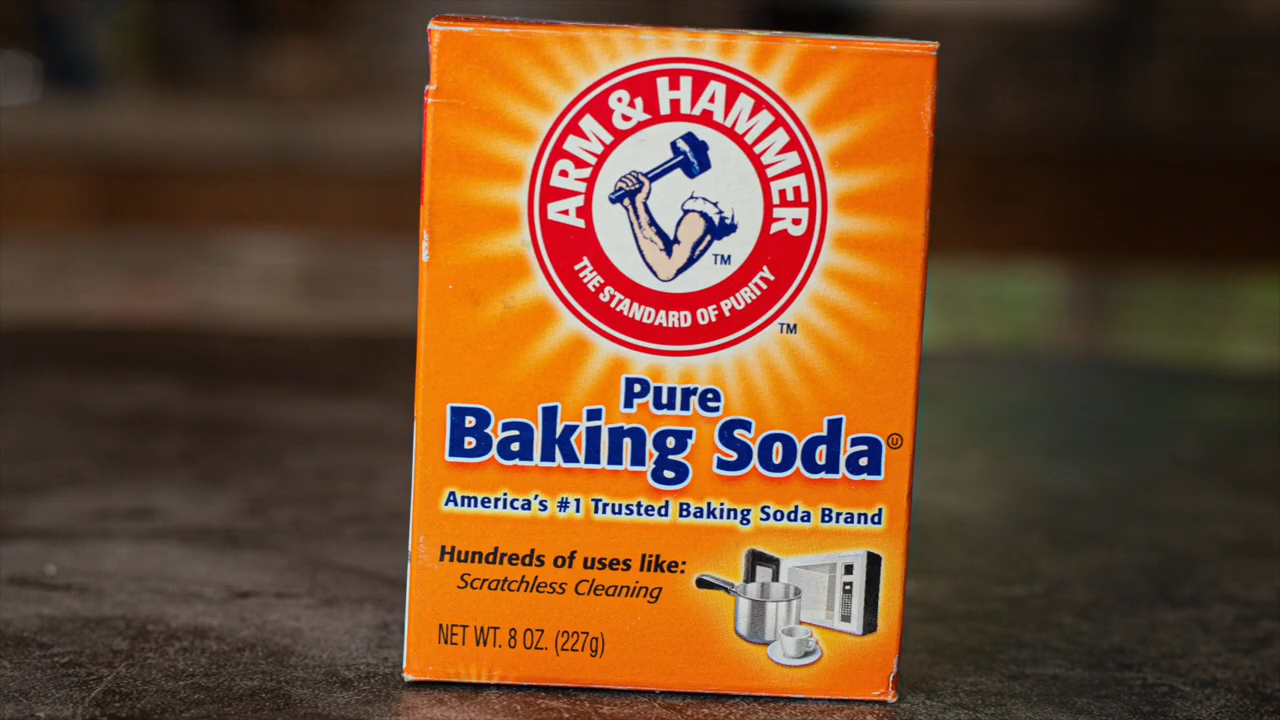 ARM & HAMMER
TM
THE STANDARD OF PURITY
TM
Pure
Baking Soda Ⓤ
America's #1 Trusted Baking Soda Brand
Hundreds of uses like:
Scratchless Cleaning
NET WT. 8 OZ. (227g)